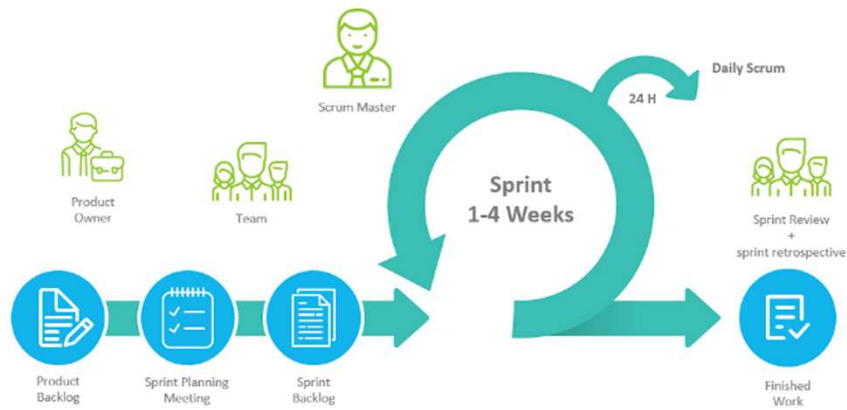 Scrum Master
Daily Scrum
24 H
Product
Owner
Team
Sprint
1-4 Weeks
Sprint Review
+
sprint retrospective
Product
Backlog
Sprint Planning
Meeting
Sprint
Backlog
Finished
Work